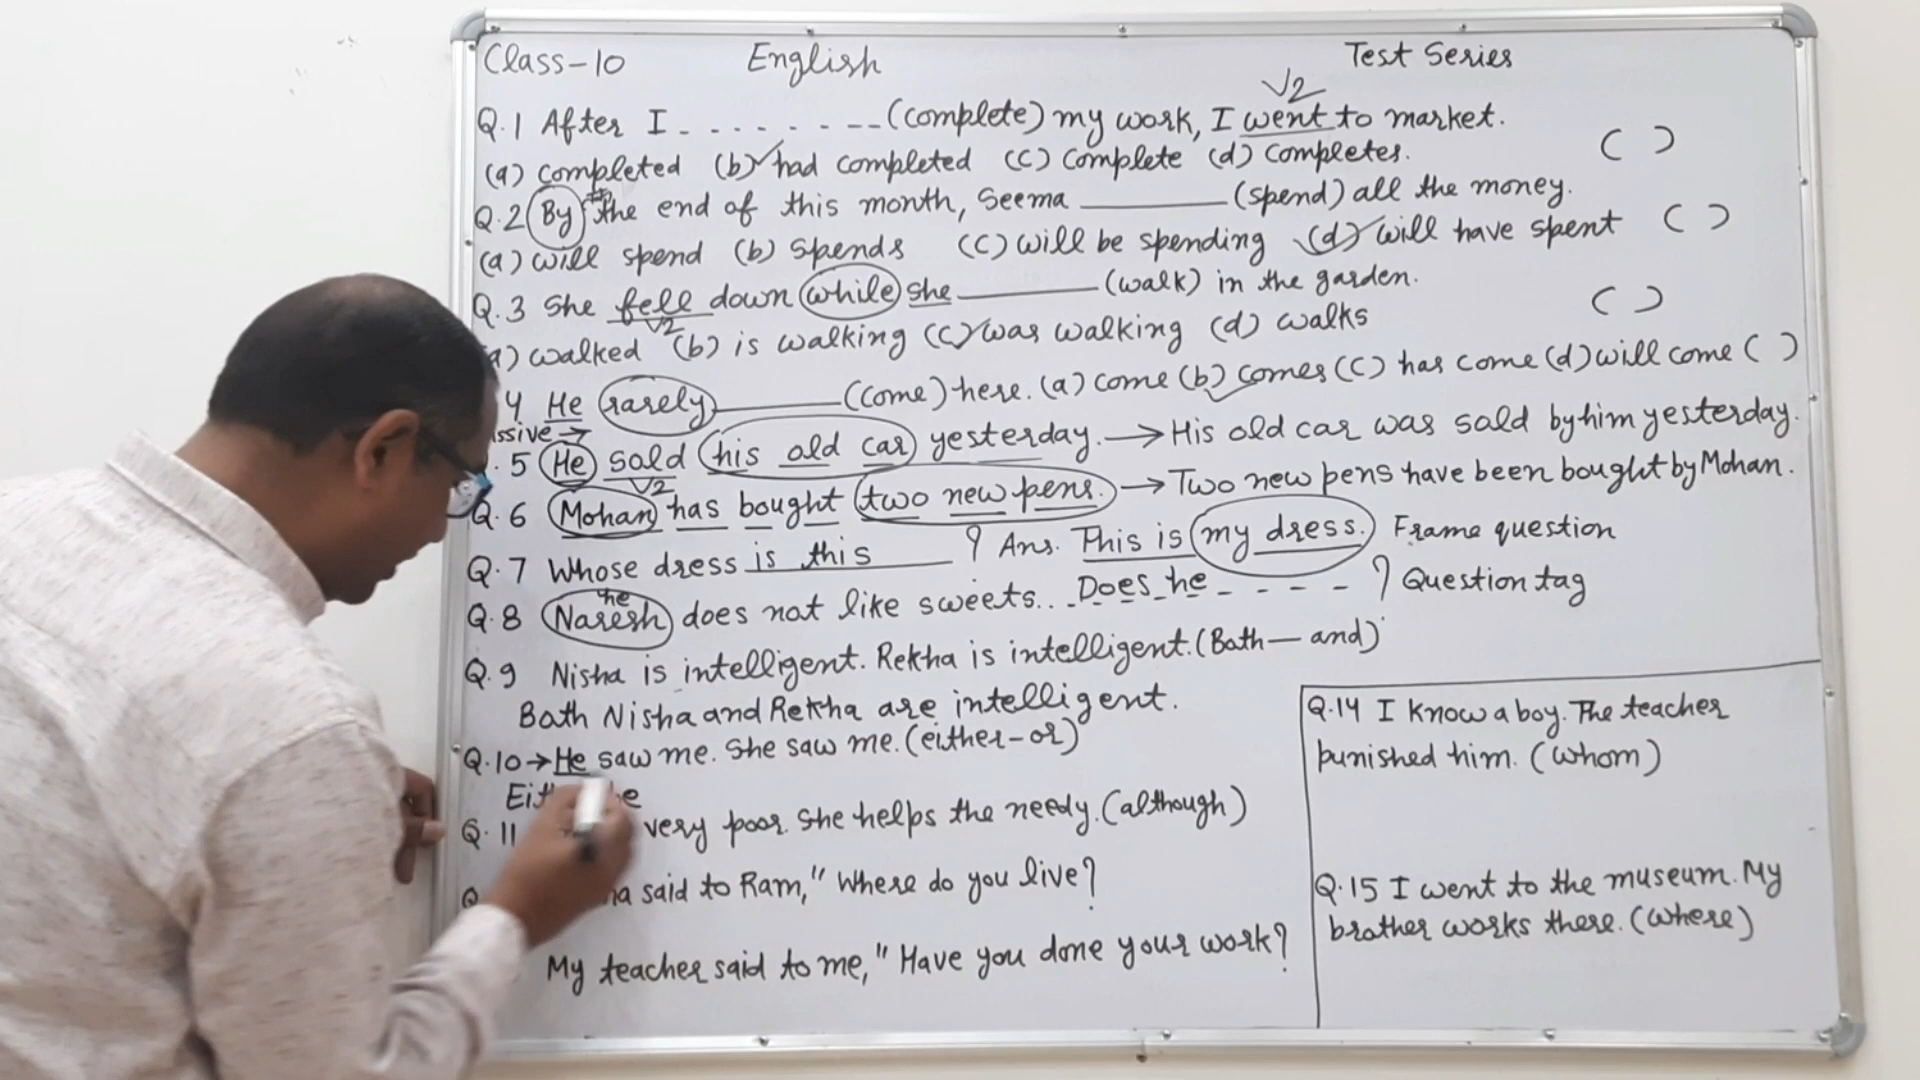 Class-10 English Test Series
V2
Q.1 After I - - - - - - - - - (complete) my work, I went to market.
(a) completed (b) had completed (c) complete (d) completes. ( )
Q.2 By the end of this month, Seema ________ (spend) all the money.
(a) will spend (b) spends (c) will be spending (d) will have spent ( )
Q.3 She fell down while she ________ (walk) in the garden.
V2
a) walked (b) is walking (c) was walking (d) walks ( )
4 He rarely ________ (come) here. (a) come (b) comes (c) has come (d) will come ( )
ssive →
.5 He sold his old car yesterday. → His old car was sold by him yesterday.
V2
Q.6 Mohan has bought two new pens. → Two new pens have been bought by Mohan.
Q.7 Whose dress is this ? Ans. This is my dress. Frame question
he
Q.8 Naresh does not like sweets... Does he - - - - ? Question tag
Q.9 Nisha is intelligent. Rekha is intelligent. (Both — and)
Both Nisha and Rekha are intelligent.
Q.10 → He saw me. She saw me. (either-or)
Q.11 very poor. She helps the needy. (although)
said to Ram, "Where do you live?
My teacher said to me, "Have you done your work?
Q.14 I know a boy. The teacher
punished him. (whom)
Q.15 I went to the museum. My
brother works there. (where)